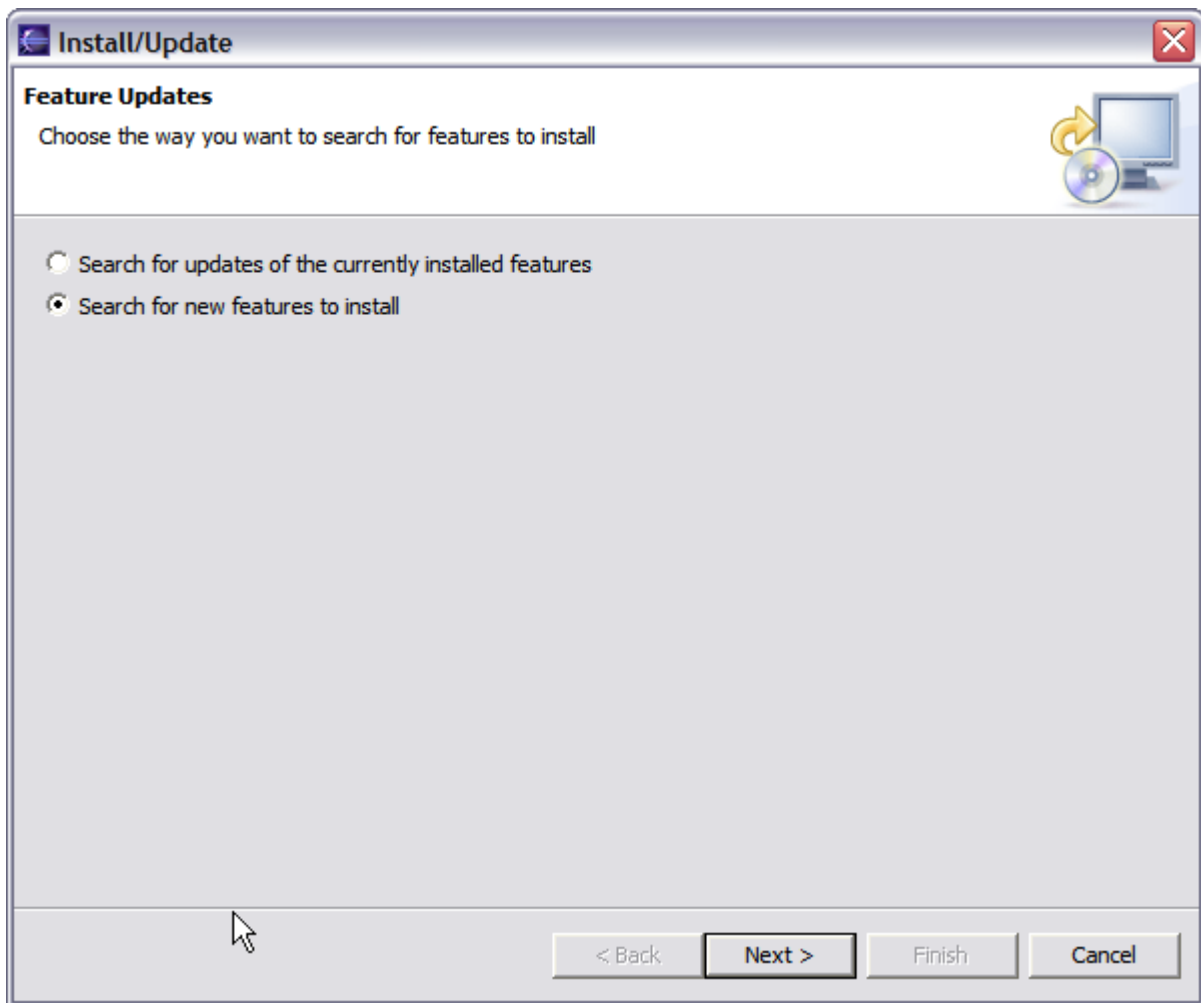 Install/Update
Feature Updates
Choose the way you want to search for features to install
Search for updates of the currently installed features
Search for new features to install
< Back
Next >
Finish
Cancel